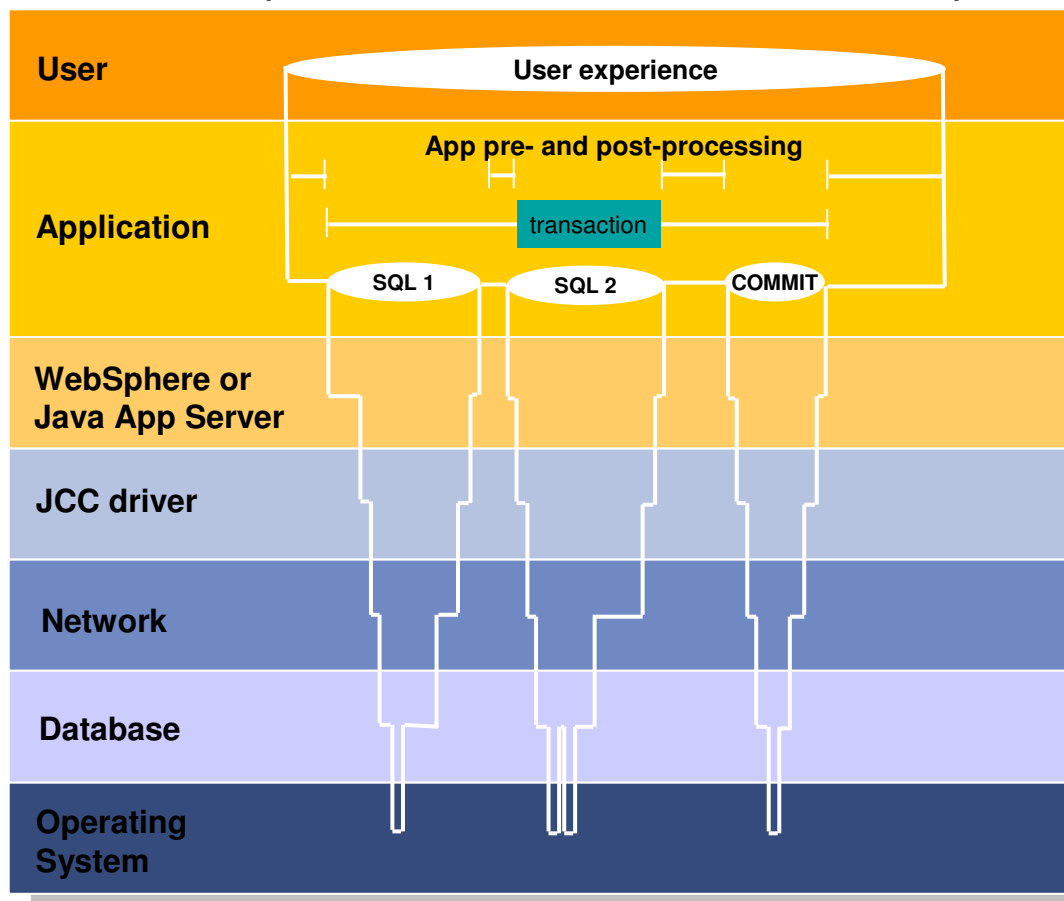 User
User experience
App pre- and post-processing
Application
transaction
SQL 1
SQL 2
COMMIT
WebSphere or
Java App Server
JCC driver
Network
Database
Operating
System